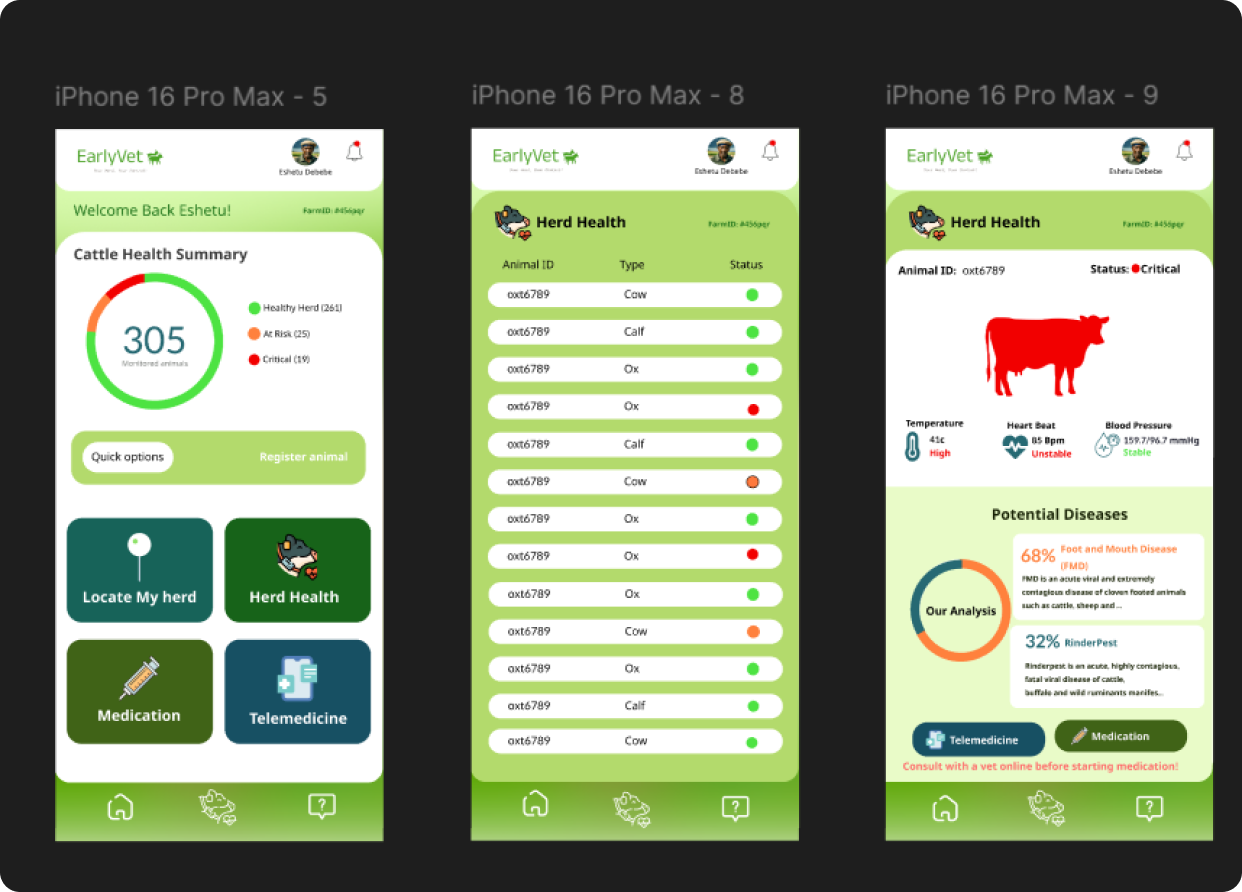 iPhone 16 Pro Max - 5
EarlyVet
Eshetu Debebe
Welcome Back Eshetu!
FarmID: #456pqr
Cattle Health Summary
305
Monitored animals
Healthy Herd (261)
At Risk (25)
Critical (19)
Quick options
Register animal
Locate My herd
Herd Health
Medication
Telemedicine
?
iPhone 16 Pro Max - 8
EarlyVet
Eshetu Debebe
Herd Health
FarmID: #456pqr
Animal ID Type Status
oxt6789 Cow
oxt6789 Calf
oxt6789 Ox
oxt6789 Ox
oxt6789 Calf
oxt6789 Cow
oxt6789 Ox
oxt6789 Ox
oxt6789 Ox
oxt6789 Cow
oxt6789 Ox
oxt6789 Calf
oxt6789 Cow
?
iPhone 16 Pro Max - 9
EarlyVet
Eshetu Debebe
Herd Health
FarmID: #456pqr
Animal ID: oxt6789
Status: Critical
Temperature
41c
High
Heart Beat
85 Bpm
Unstable
Blood Pressure
159.7/96.7 mmHg
Stable
Potential Diseases
Our Analysis
68% Foot and Mouth Disease
(FMD)
FMD is an acute viral and extremely
contagious disease of cloven footed animals
such as cattle, sheep and ...
32% RinderPest
Rinderpest is an acute, highly contagious,
fatal viral disease of cattle,
buffalo and wild ruminants manifes...
Telemedicine
Medication
Consult with a vet online before starting medication!
?